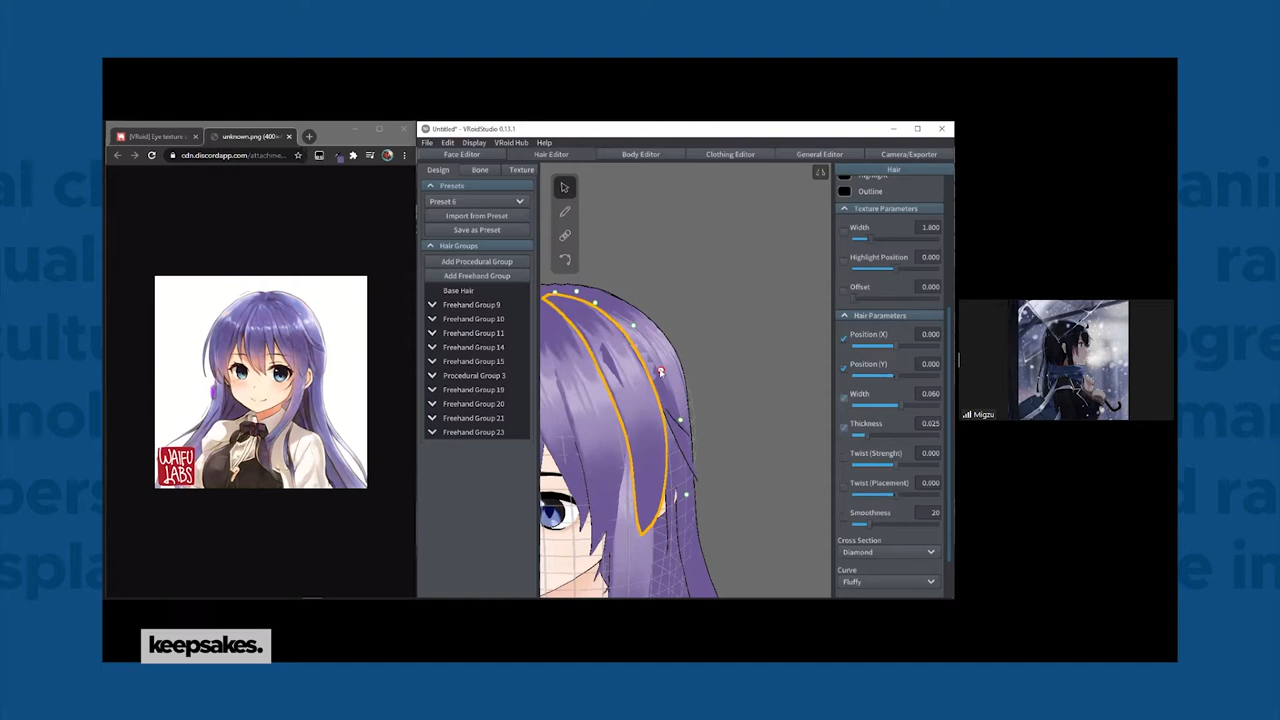 [VRoid] Eye texture
unknown.png (400×
cdn.discordapp.com/attachme...
WAIFU
LABS
Untitled* - VRoidStudio 0.13.1
File Edit Display VRoid Hub Help
Face Editor Hair Editor Body Editor Clothing Editor General Editor Camera/Exporter
Design Bone Texture
Presets
Preset 6
Import from Preset
Save as Preset
Hair Groups
Add Procedural Group
Add Freehand Group
Base Hair
Freehand Group 9
Freehand Group 10
Freehand Group 11
Freehand Group 14
Freehand Group 15
Procedural Group 3
Freehand Group 19
Freehand Group 20
Freehand Group 21
Freehand Group 23
Hair
Highlight
Outline
Texture Parameters
Width 1.800
Highlight Position 0.000
Offset 0.000
Hair Parameters
Position (X) 0.000
Position (Y) 0.000
Width 0.060
Thickness 0.025
Twist (Strenght) 0.000
Twist (Placement) 0.000
Smoothness 20
Cross Section
Diamond
Curve
Fluffy
Migzu
keepsakes.